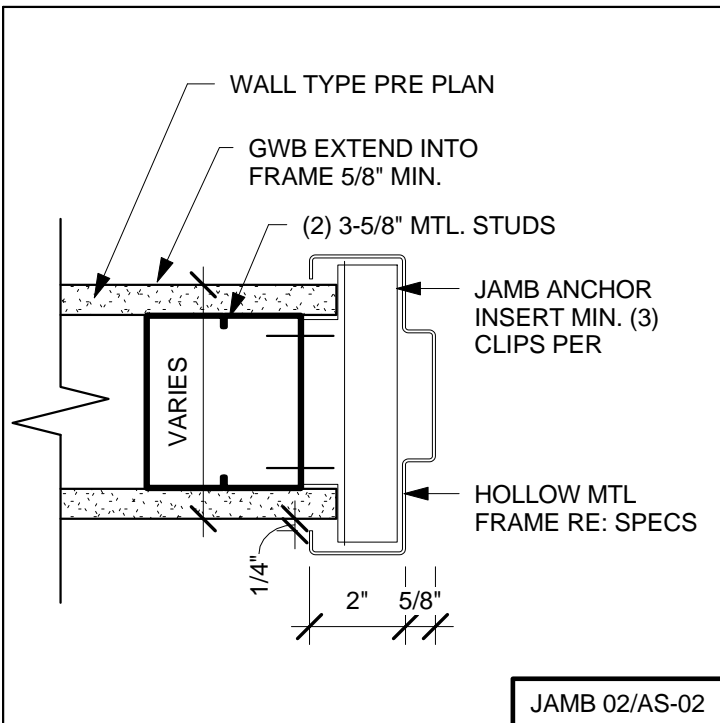 WALL TYPE PRE PLAN
GWB EXTEND INTO
FRAME 5/8" MIN.
(2) 3-5/8" MTL. STUDS
JAMB ANCHOR
INSERT MIN. (3)
CLIPS PER
VARIES
HOLLOW MTL
FRAME RE: SPECS
1/4"
2"
5/8"
JAMB 02/AS-02